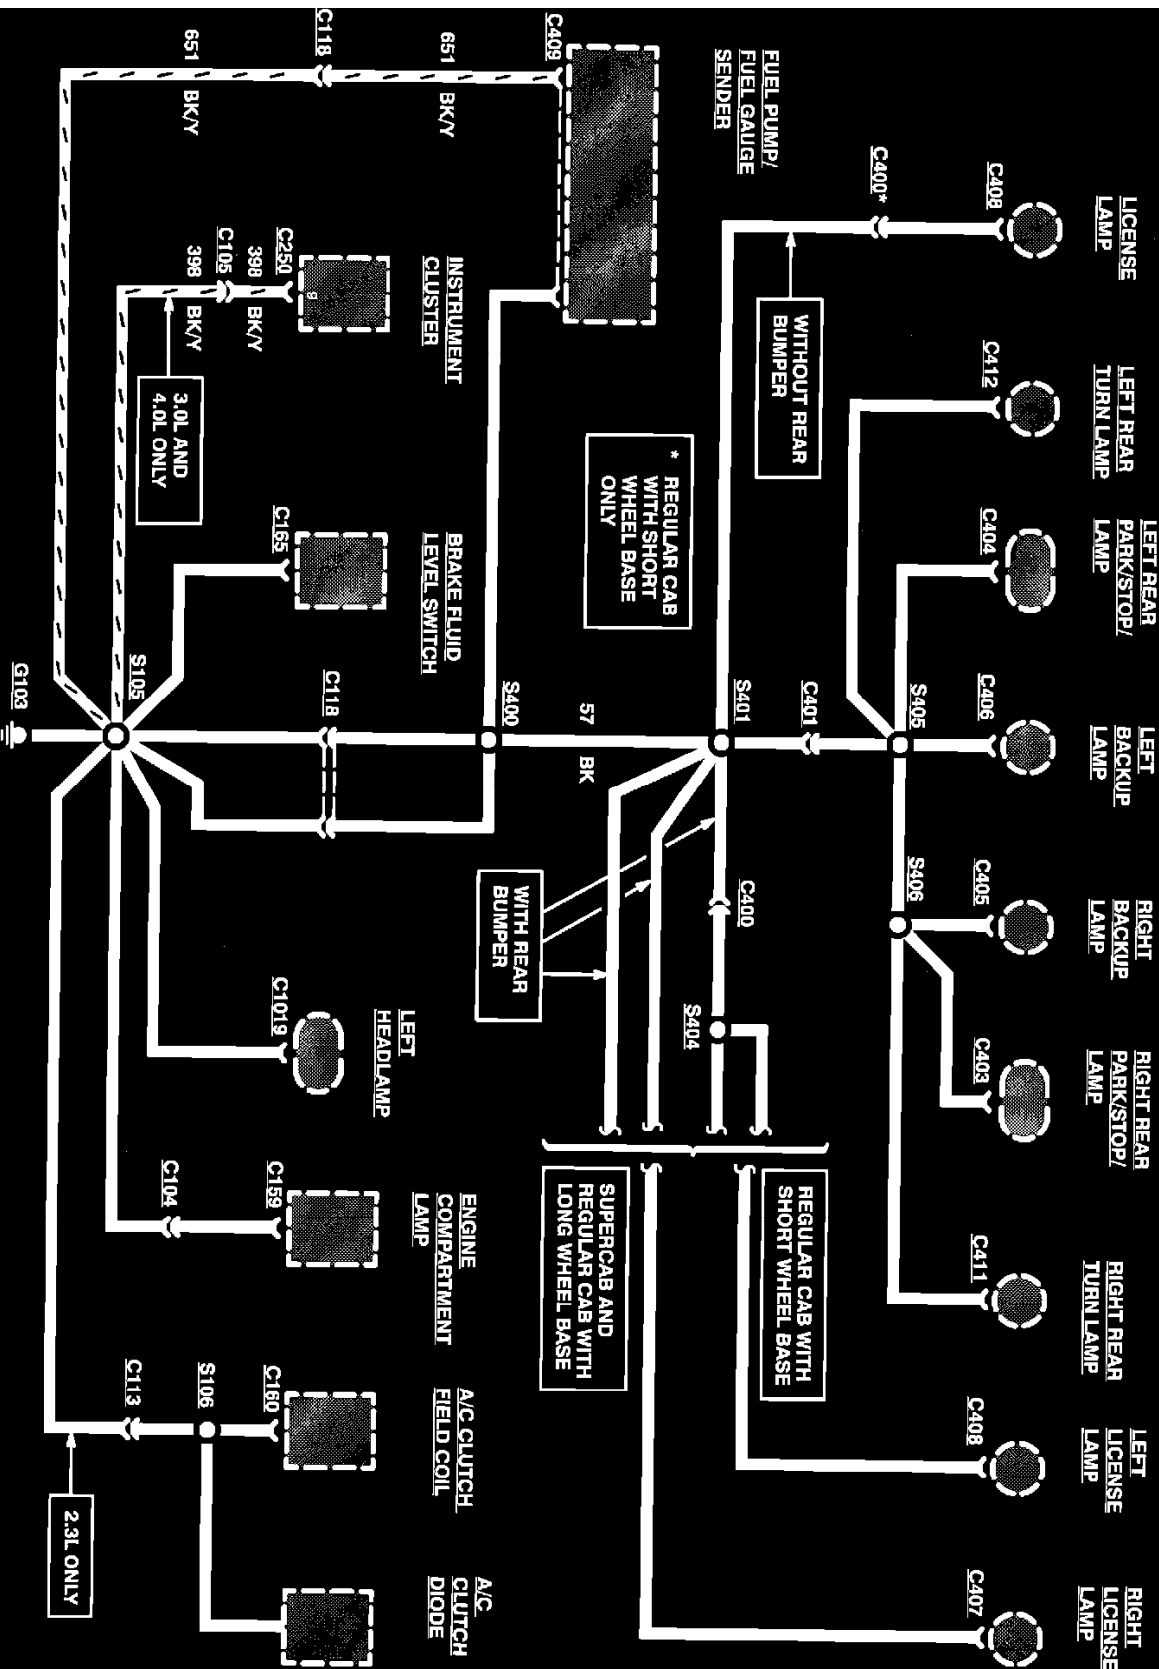 LICENSE
LAMP
C408
C400*
WITHOUT REAR
BUMPER
LEFT REAR
TURN LAMP
C412
LEFT REAR
PARK/STOP/
LAMP
C404
LEFT
BACKUP
LAMP
C406
RIGHT
BACKUP
LAMP
C405
RIGHT REAR
PARK/STOP/
LAMP
C403
RIGHT REAR
TURN LAMP
C411
LEFT
LICENSE
LAMP
C408
RIGHT
LICENSE
LAMP
C407
S405
S406
C401
S401
C400
S404
REGULAR CAB WITH
SHORT WHEEL BASE
SUPERCAB AND
REGULAR CAB WITH
LONG WHEEL BASE
FUEL PUMP/
FUEL GAUGE
SENDER
C409
* REGULAR CAB
WITH SHORT
WHEEL BASE
ONLY
57
BK
WITH REAR
BUMPER
S400
651
BK/Y
C118
651
BK/Y
INSTRUMENT
CLUSTER
9
C250
398
BK/Y
C105
398
BK/Y
3.0L AND
4.0L ONLY
BRAKE FLUID
LEVEL SWITCH
C165
C118
LEFT
HEADLAMP
C1019
ENGINE
COMPARTMENT
LAMP
C159
C104
A/C CLUTCH
FIELD COIL
C160
S106
C113
A/C
CLUTCH
DIODE
2.3L ONLY
S105
G103